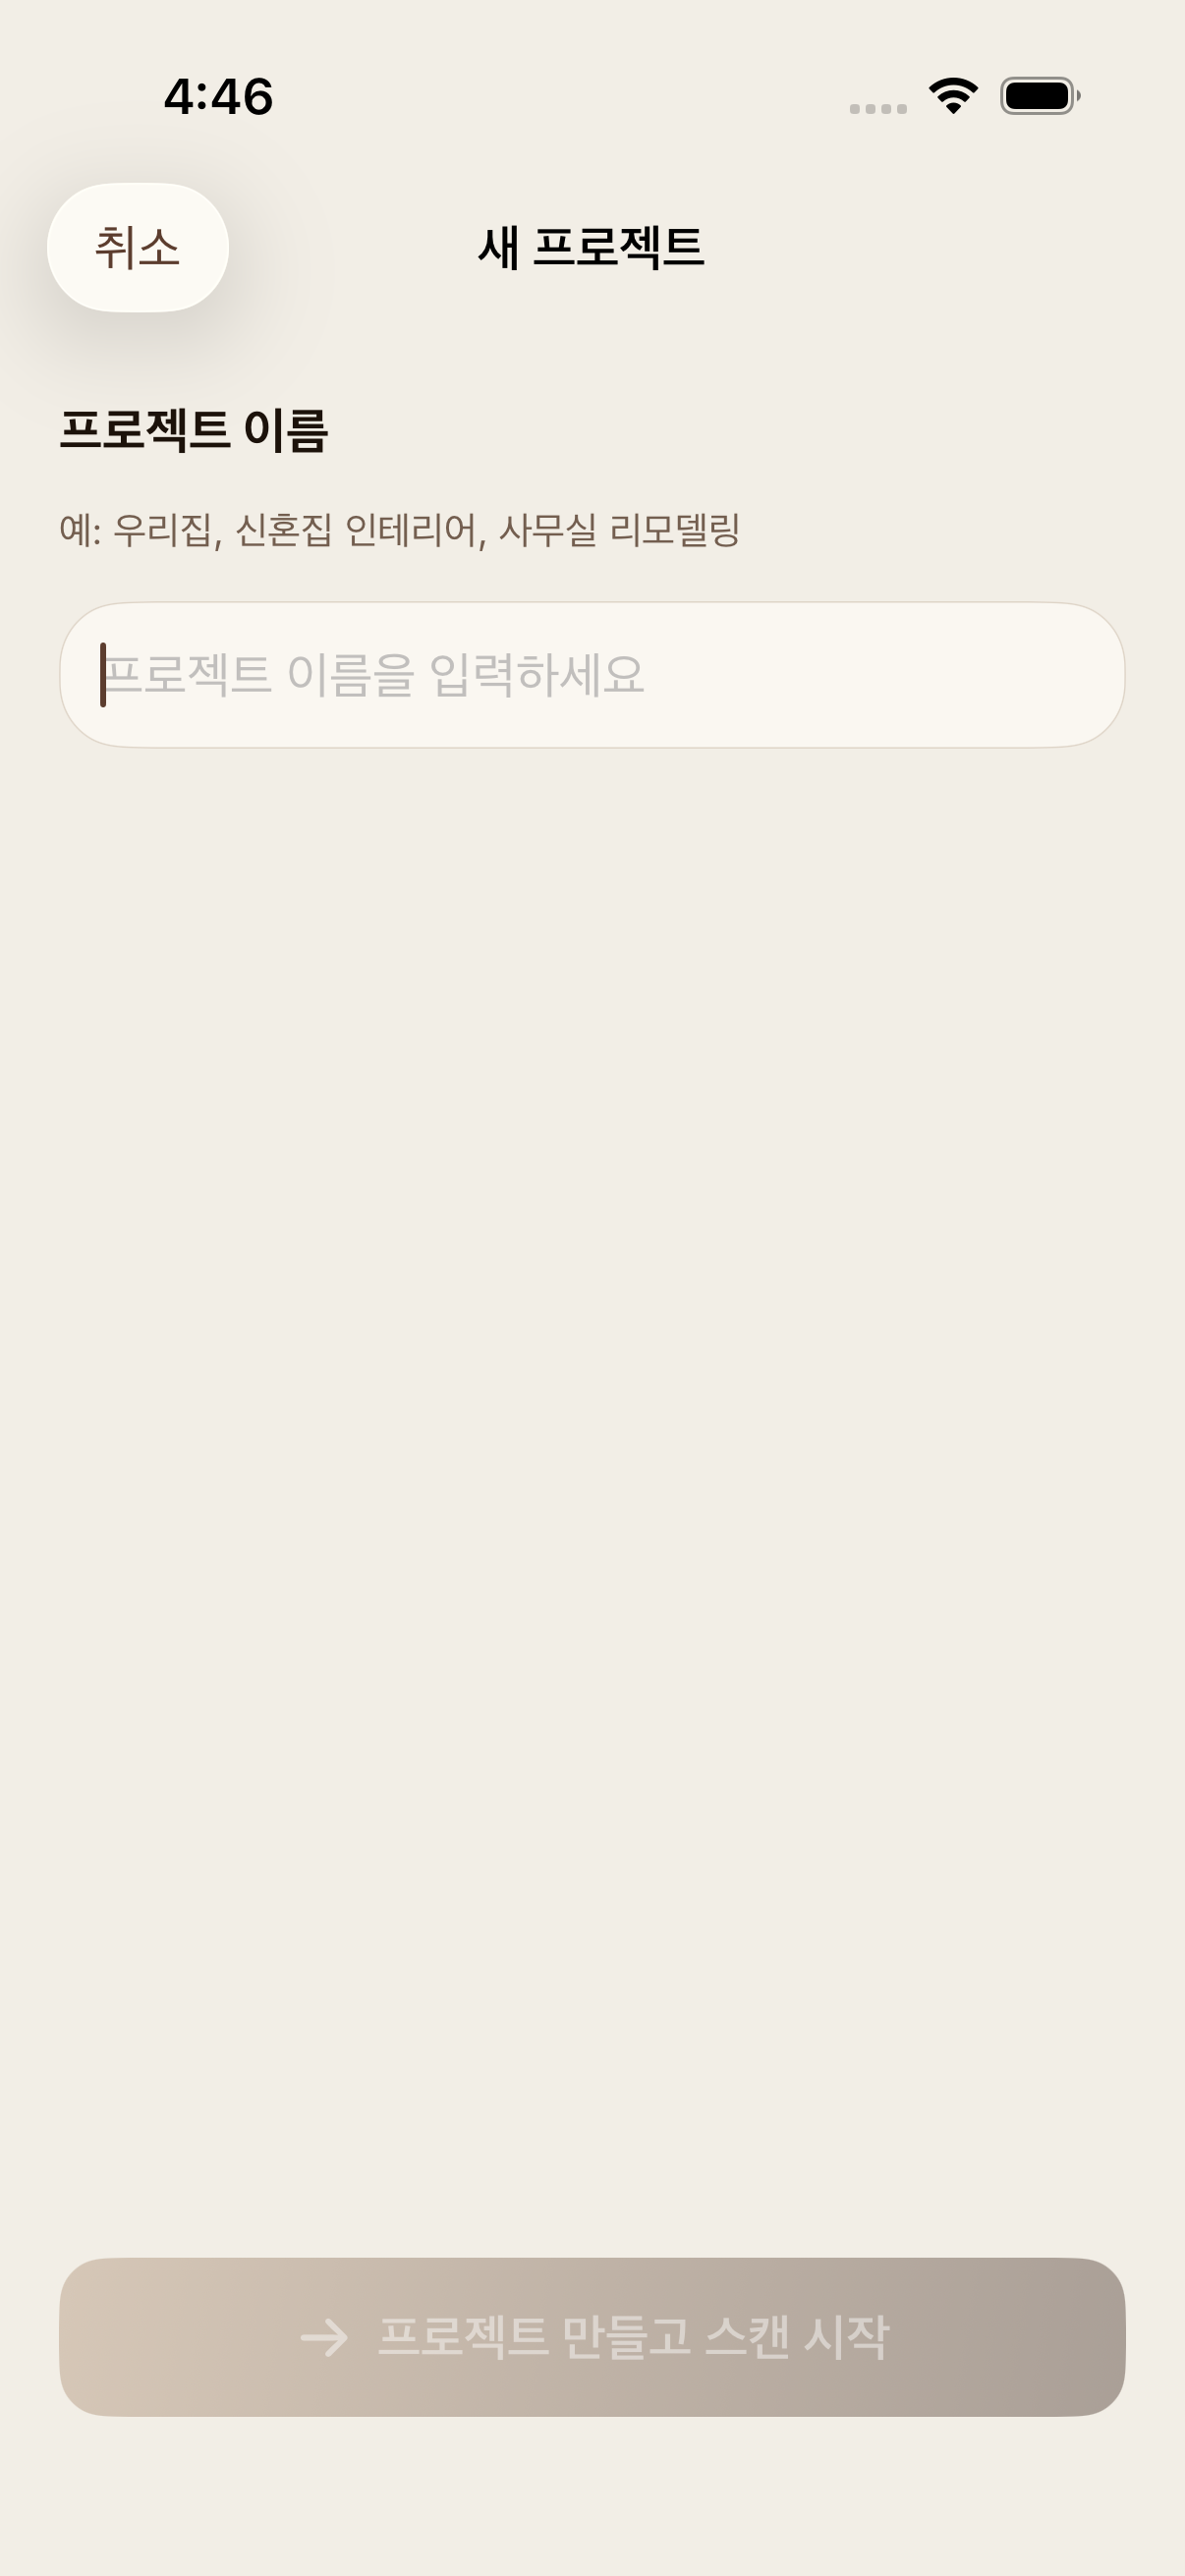 4:46
취소
새 프로젝트
프로젝트 이름
예: 우리집, 신혼집 인테리어, 사무실 리모델링
프로젝트 이름을 입력하세요
프로젝트 만들고 스캔 시작